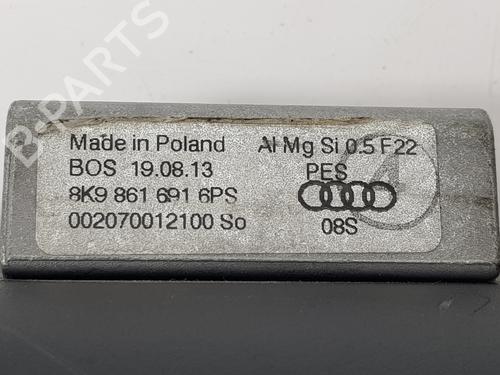 Made in Poland
BOS 19.08.13
8K9 861 691 6PS
002070012100 So
Al Mg Si 0.5 F22
PES
08S
B-PARTS